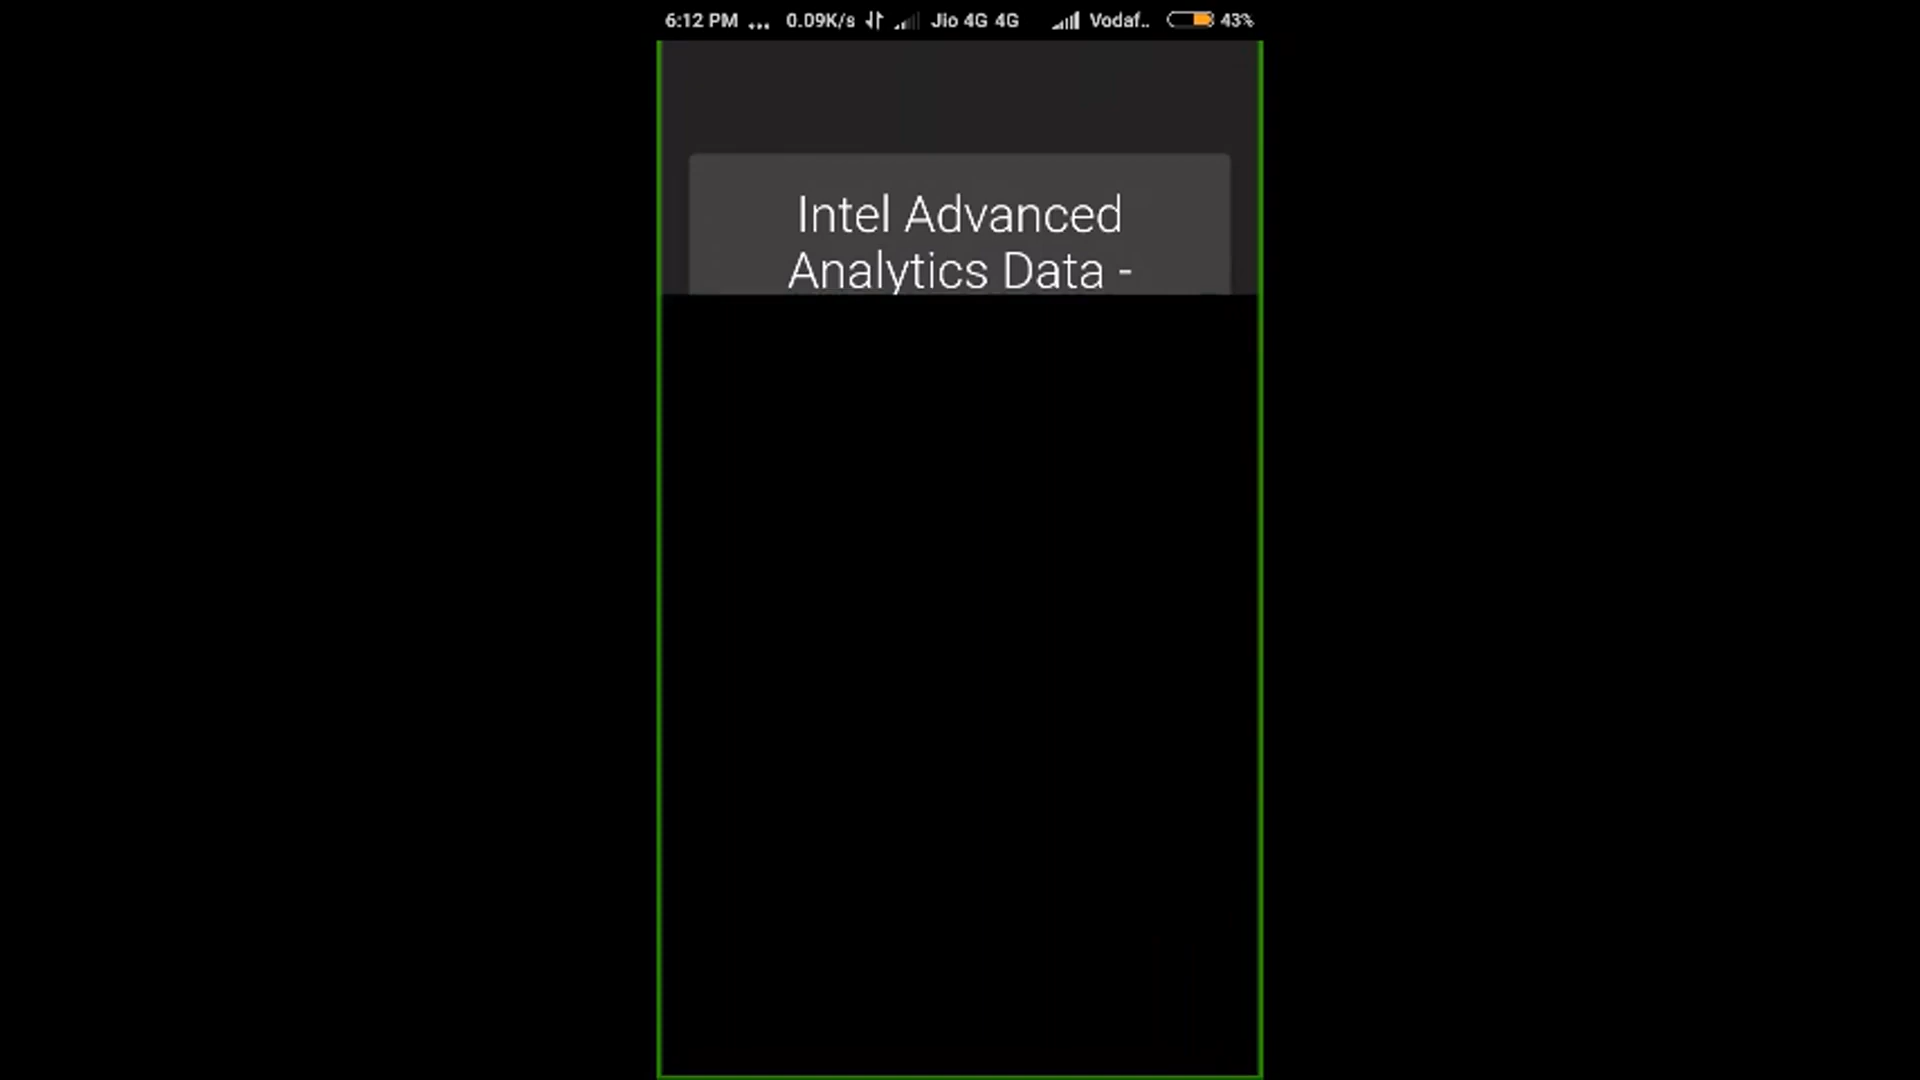 6:12 PM ... 0.09K/s Jio 4G 4G Vodaf.. 43%
Intel Advanced
Analytics Data -